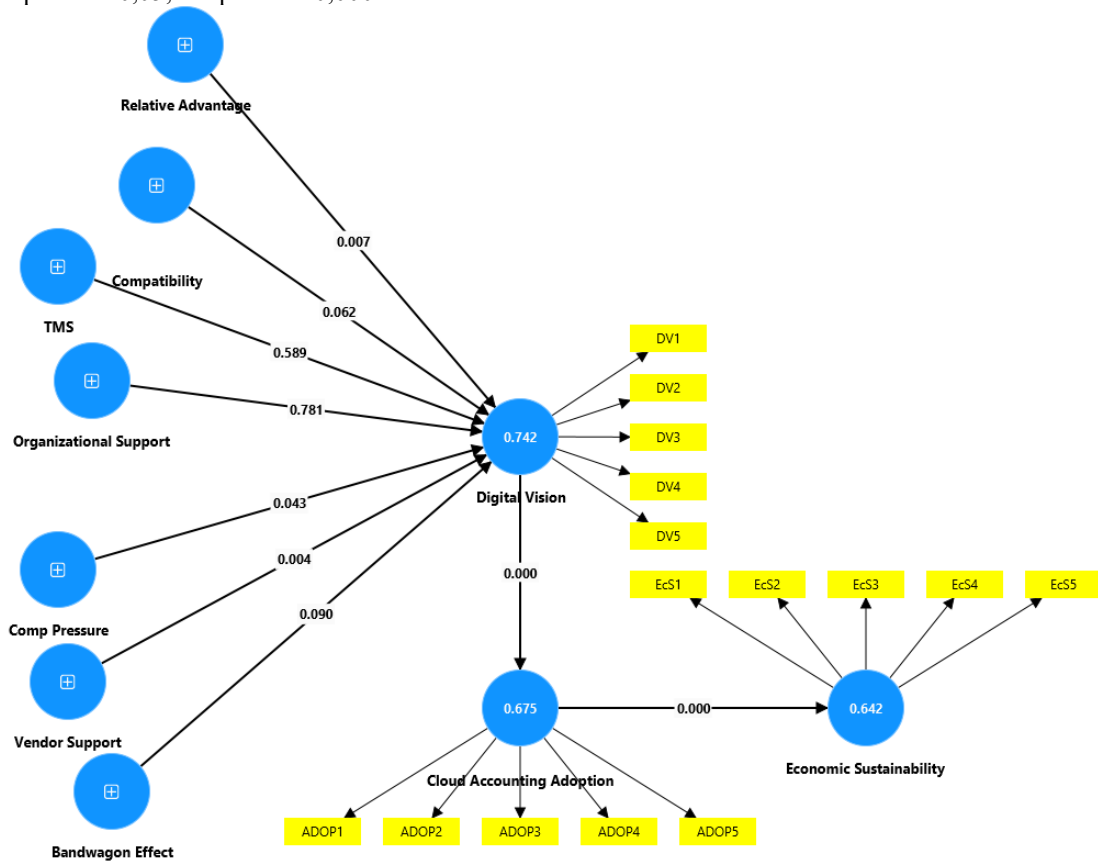 Relative Advantage
0.007
Compatibility
0.062
TMS
0.589
Organizational Support
0.781
DV1
DV2
DV3
DV4
DV5
0.742
Digital Vision
0.043
Comp Pressure
0.004
Vendor Support
0.090
Bandwagon Effect
0.000
EcS1
EcS2
EcS3
EcS4
EcS5
0.675
0.000
0.642
Cloud Accounting Adoption
Economic Sustainability
ADOP1
ADOP2
ADOP3
ADOP4
ADOP5